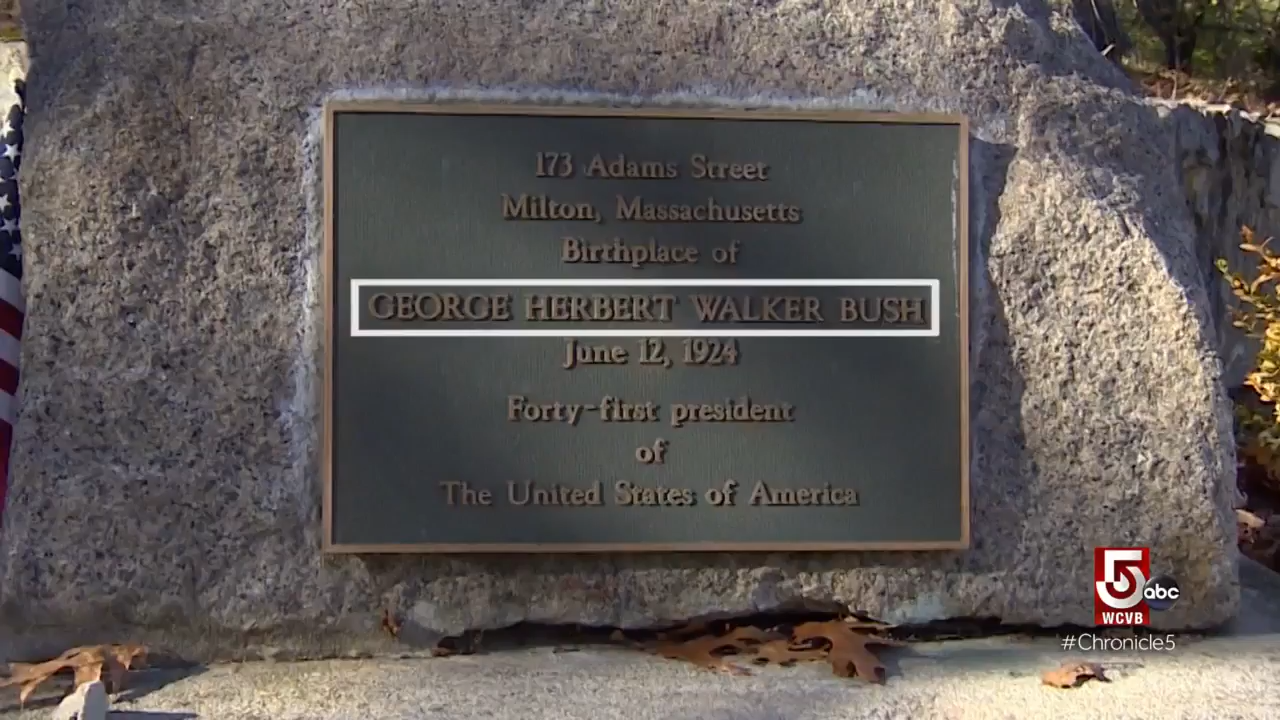 173 Adams Street
Milton, Massachusetts
Birthplace of
GEORGE HERBERT WALKER BUSH
June 12, 1924
Forty-first president
of
The United States of America
5
abc
WCVB
#Chronicle5